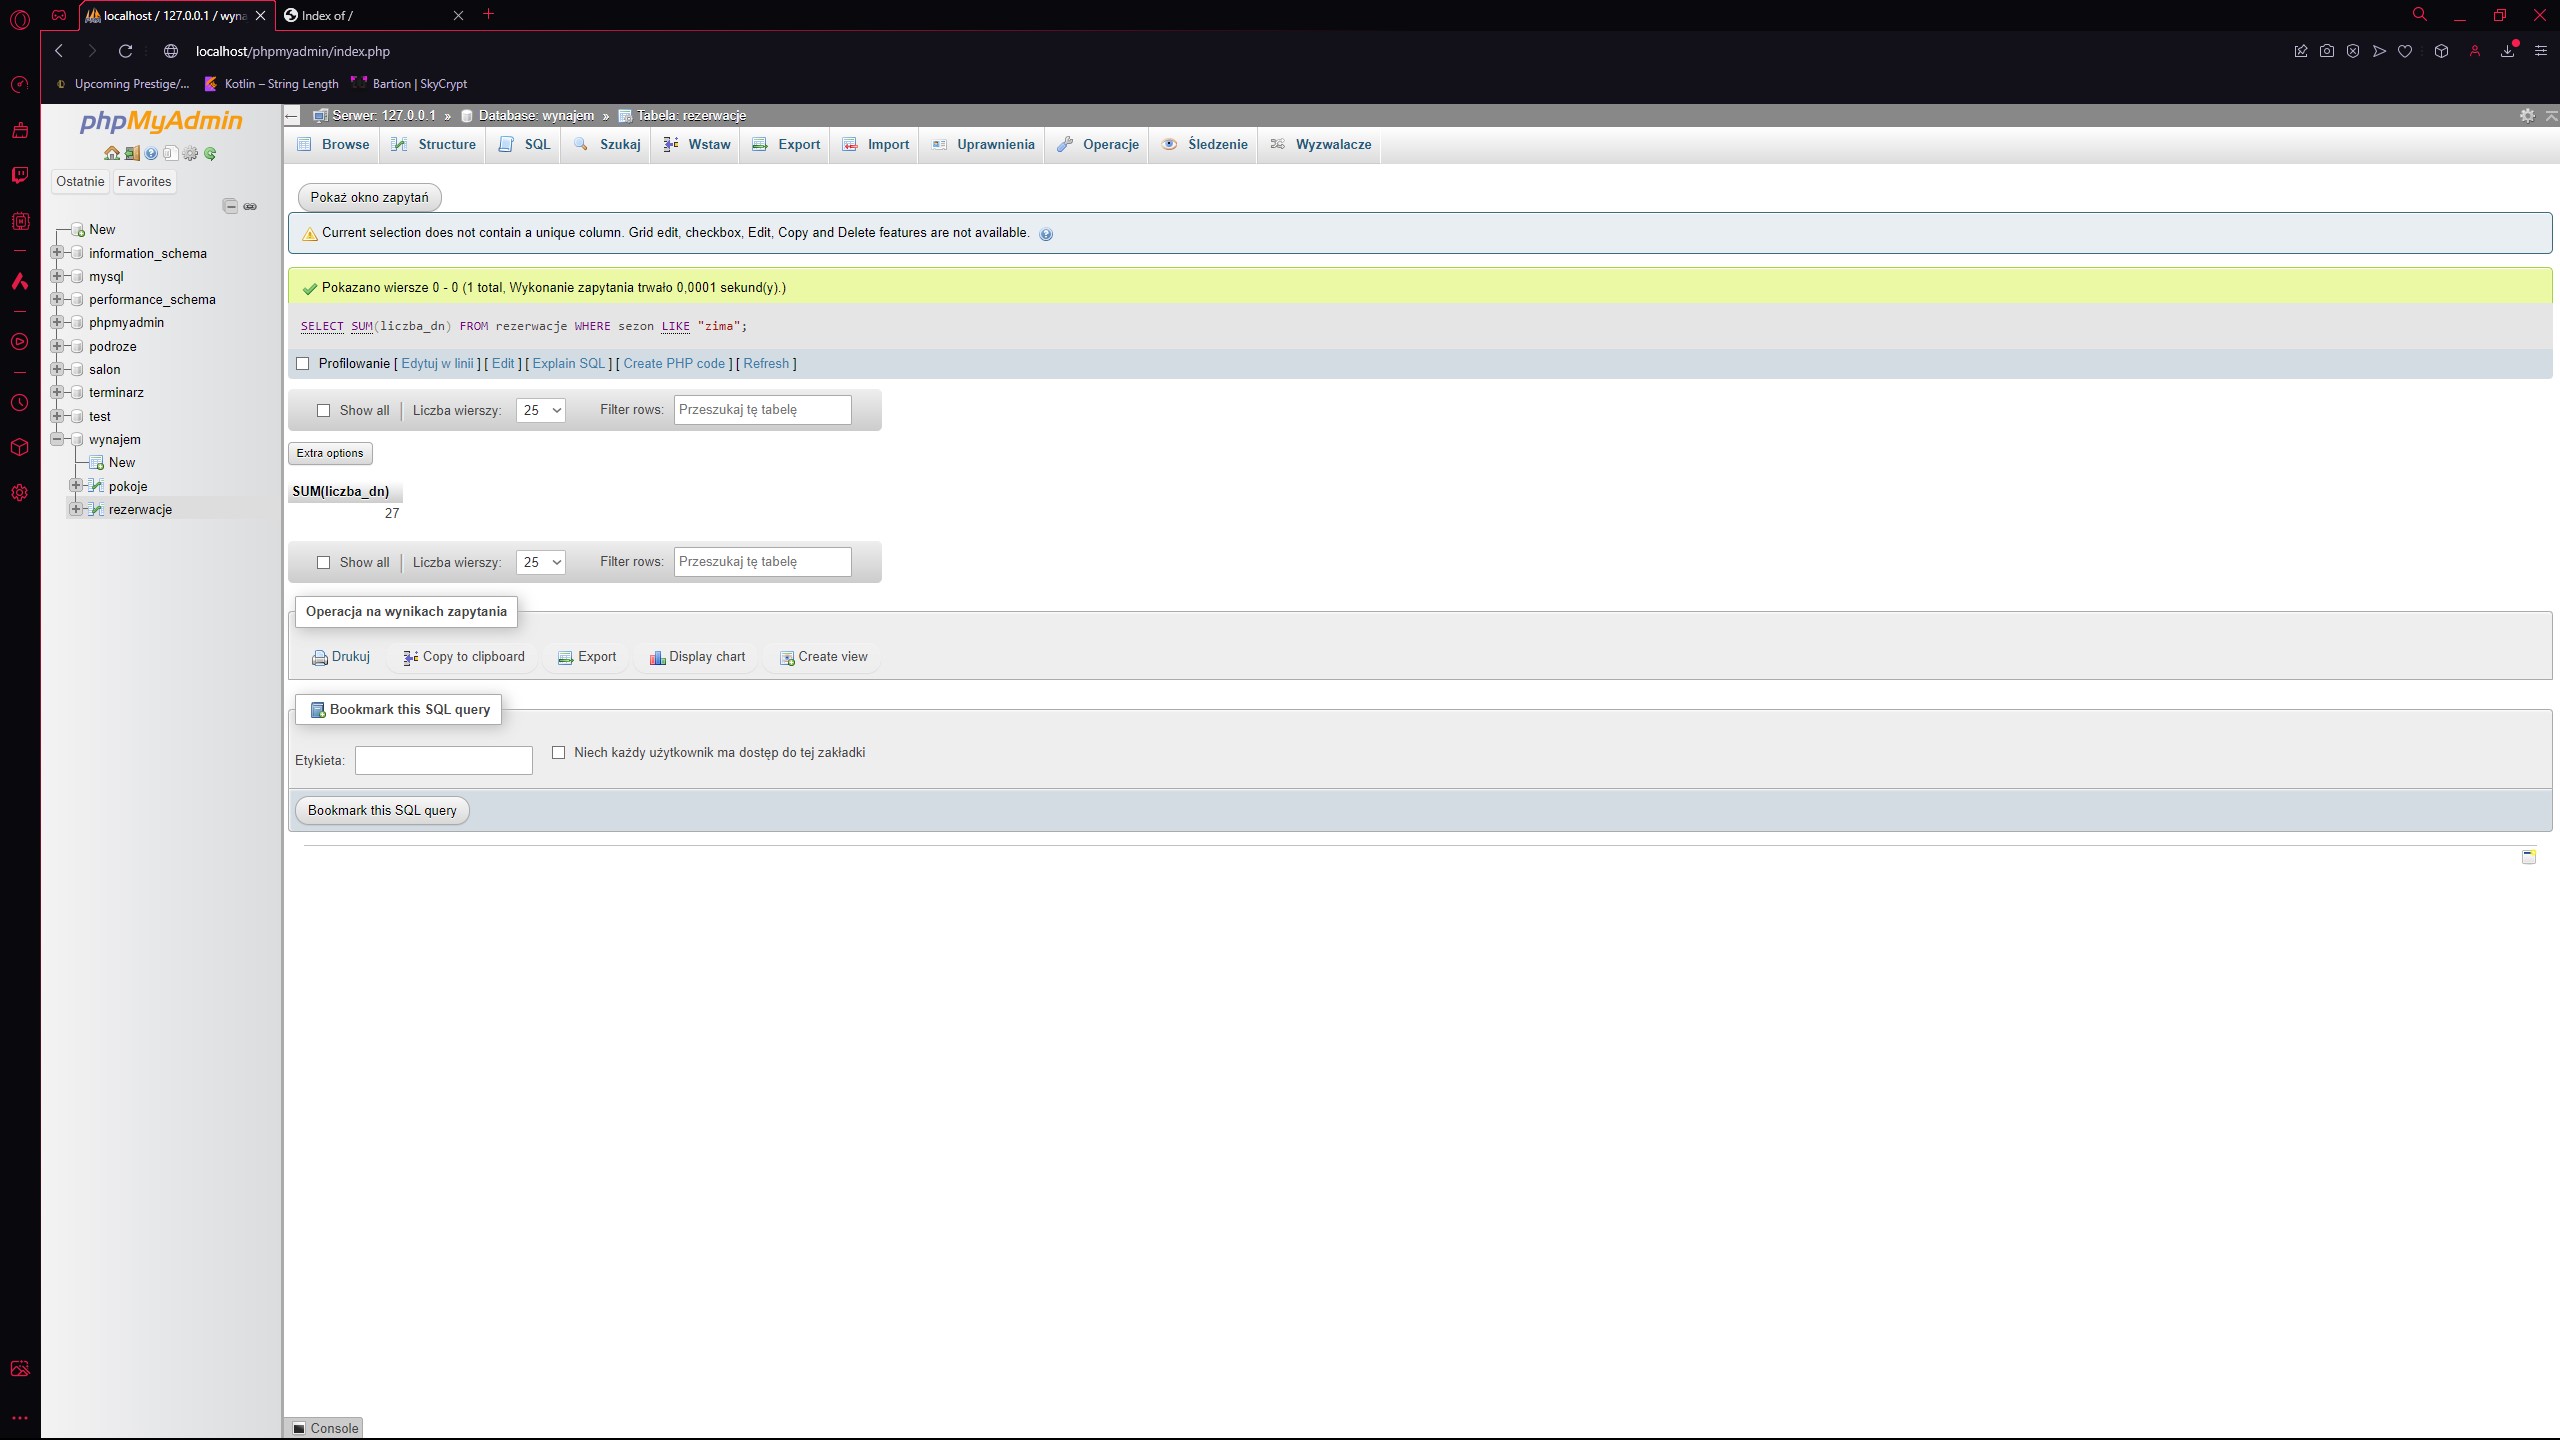 localhost / 127.0.0.1 / wyna
Index of /
localhost/phpmyadmin/index.php
Upcoming Prestige/...
Kotlin – String Length
Bartion | SkyCrypt
phpMyAdmin
Ostatnie
Favorites
New
information_schema
mysql
performance_schema
phpmyadmin
podroze
salon
terminarz
test
wynajem
New
pokoje
rezerwacje
Serwer: 127.0.0.1 » Database: wynajem » Tabela: rezerwacje
Browse Structure SQL Szukaj Wstaw Export Import Uprawnienia Operacje Śledzenie Wyzwalacze
Pokaż okno zapytań
Current selection does not contain a unique column. Grid edit, checkbox, Edit, Copy and Delete features are not available.
Pokazano wiersze 0 - 0 (1 total, Wykonanie zapytania trwało 0,0001 sekund(y).)
SELECT SUM(liczba_dn) FROM rezerwacje WHERE sezon LIKE "zima";
Profilowanie [ Edytuj w linii ] [ Edit ] [ Explain SQL ] [ Create PHP code ] [ Refresh ]
Show all Liczba wierszy: 25 Filter rows: Przeszukaj tę tabelę
Extra options
SUM(liczba_dn)
27
Show all Liczba wierszy: 25 Filter rows: Przeszukaj tę tabelę
Operacja na wynikach zapytania
Drukuj Copy to clipboard Export Display chart Create view
Bookmark this SQL query
Etykieta: Niech każdy użytkownik ma dostęp do tej zakładki
Bookmark this SQL query
Console